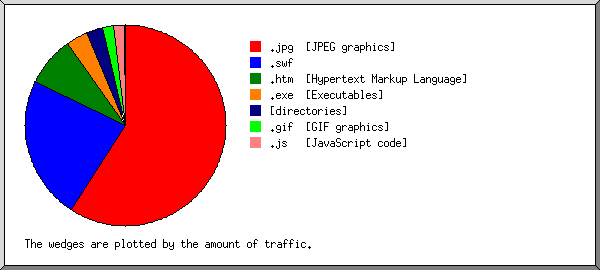 .jpg [JPEG graphics]
.swf
.htm [Hypertext Markup Language]
.exe [Executables]
[directories]
.gif [GIF graphics]
.js [JavaScript code]
The wedges are plotted by the amount of traffic.